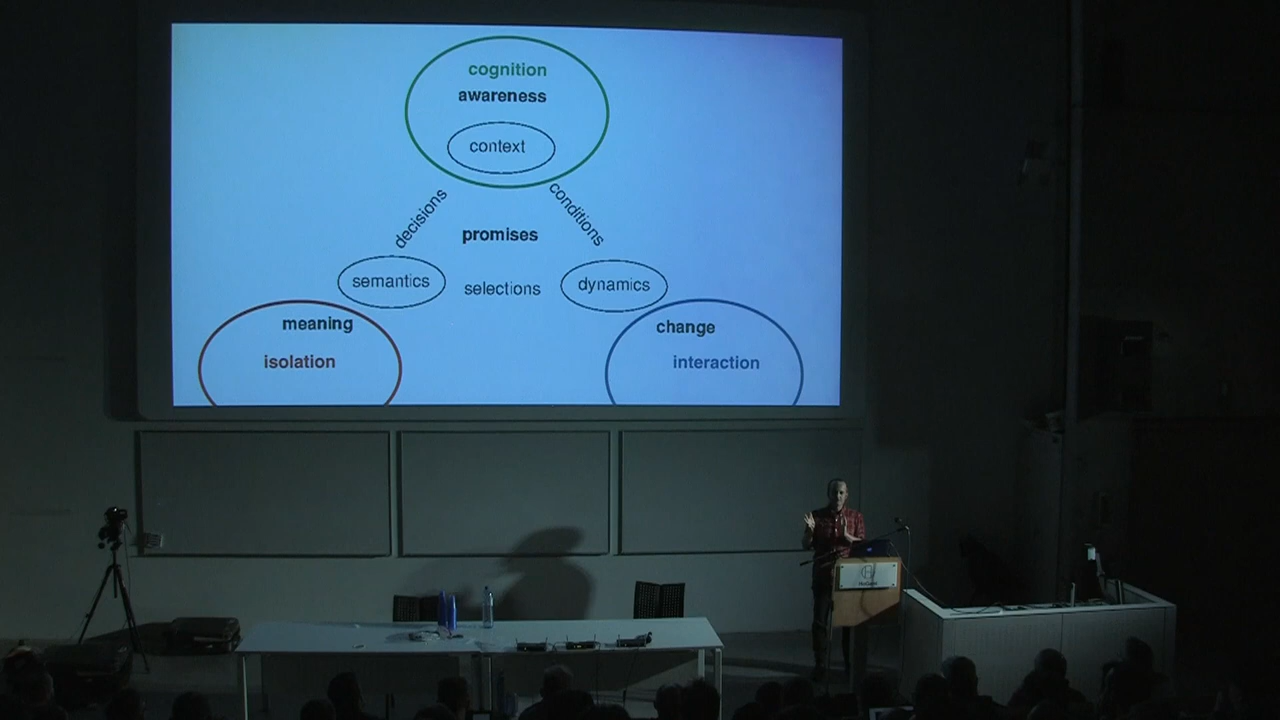 cognition
awareness
context
decisions
conditions
promises
semantics
selections
dynamics
meaning
change
isolation
interaction